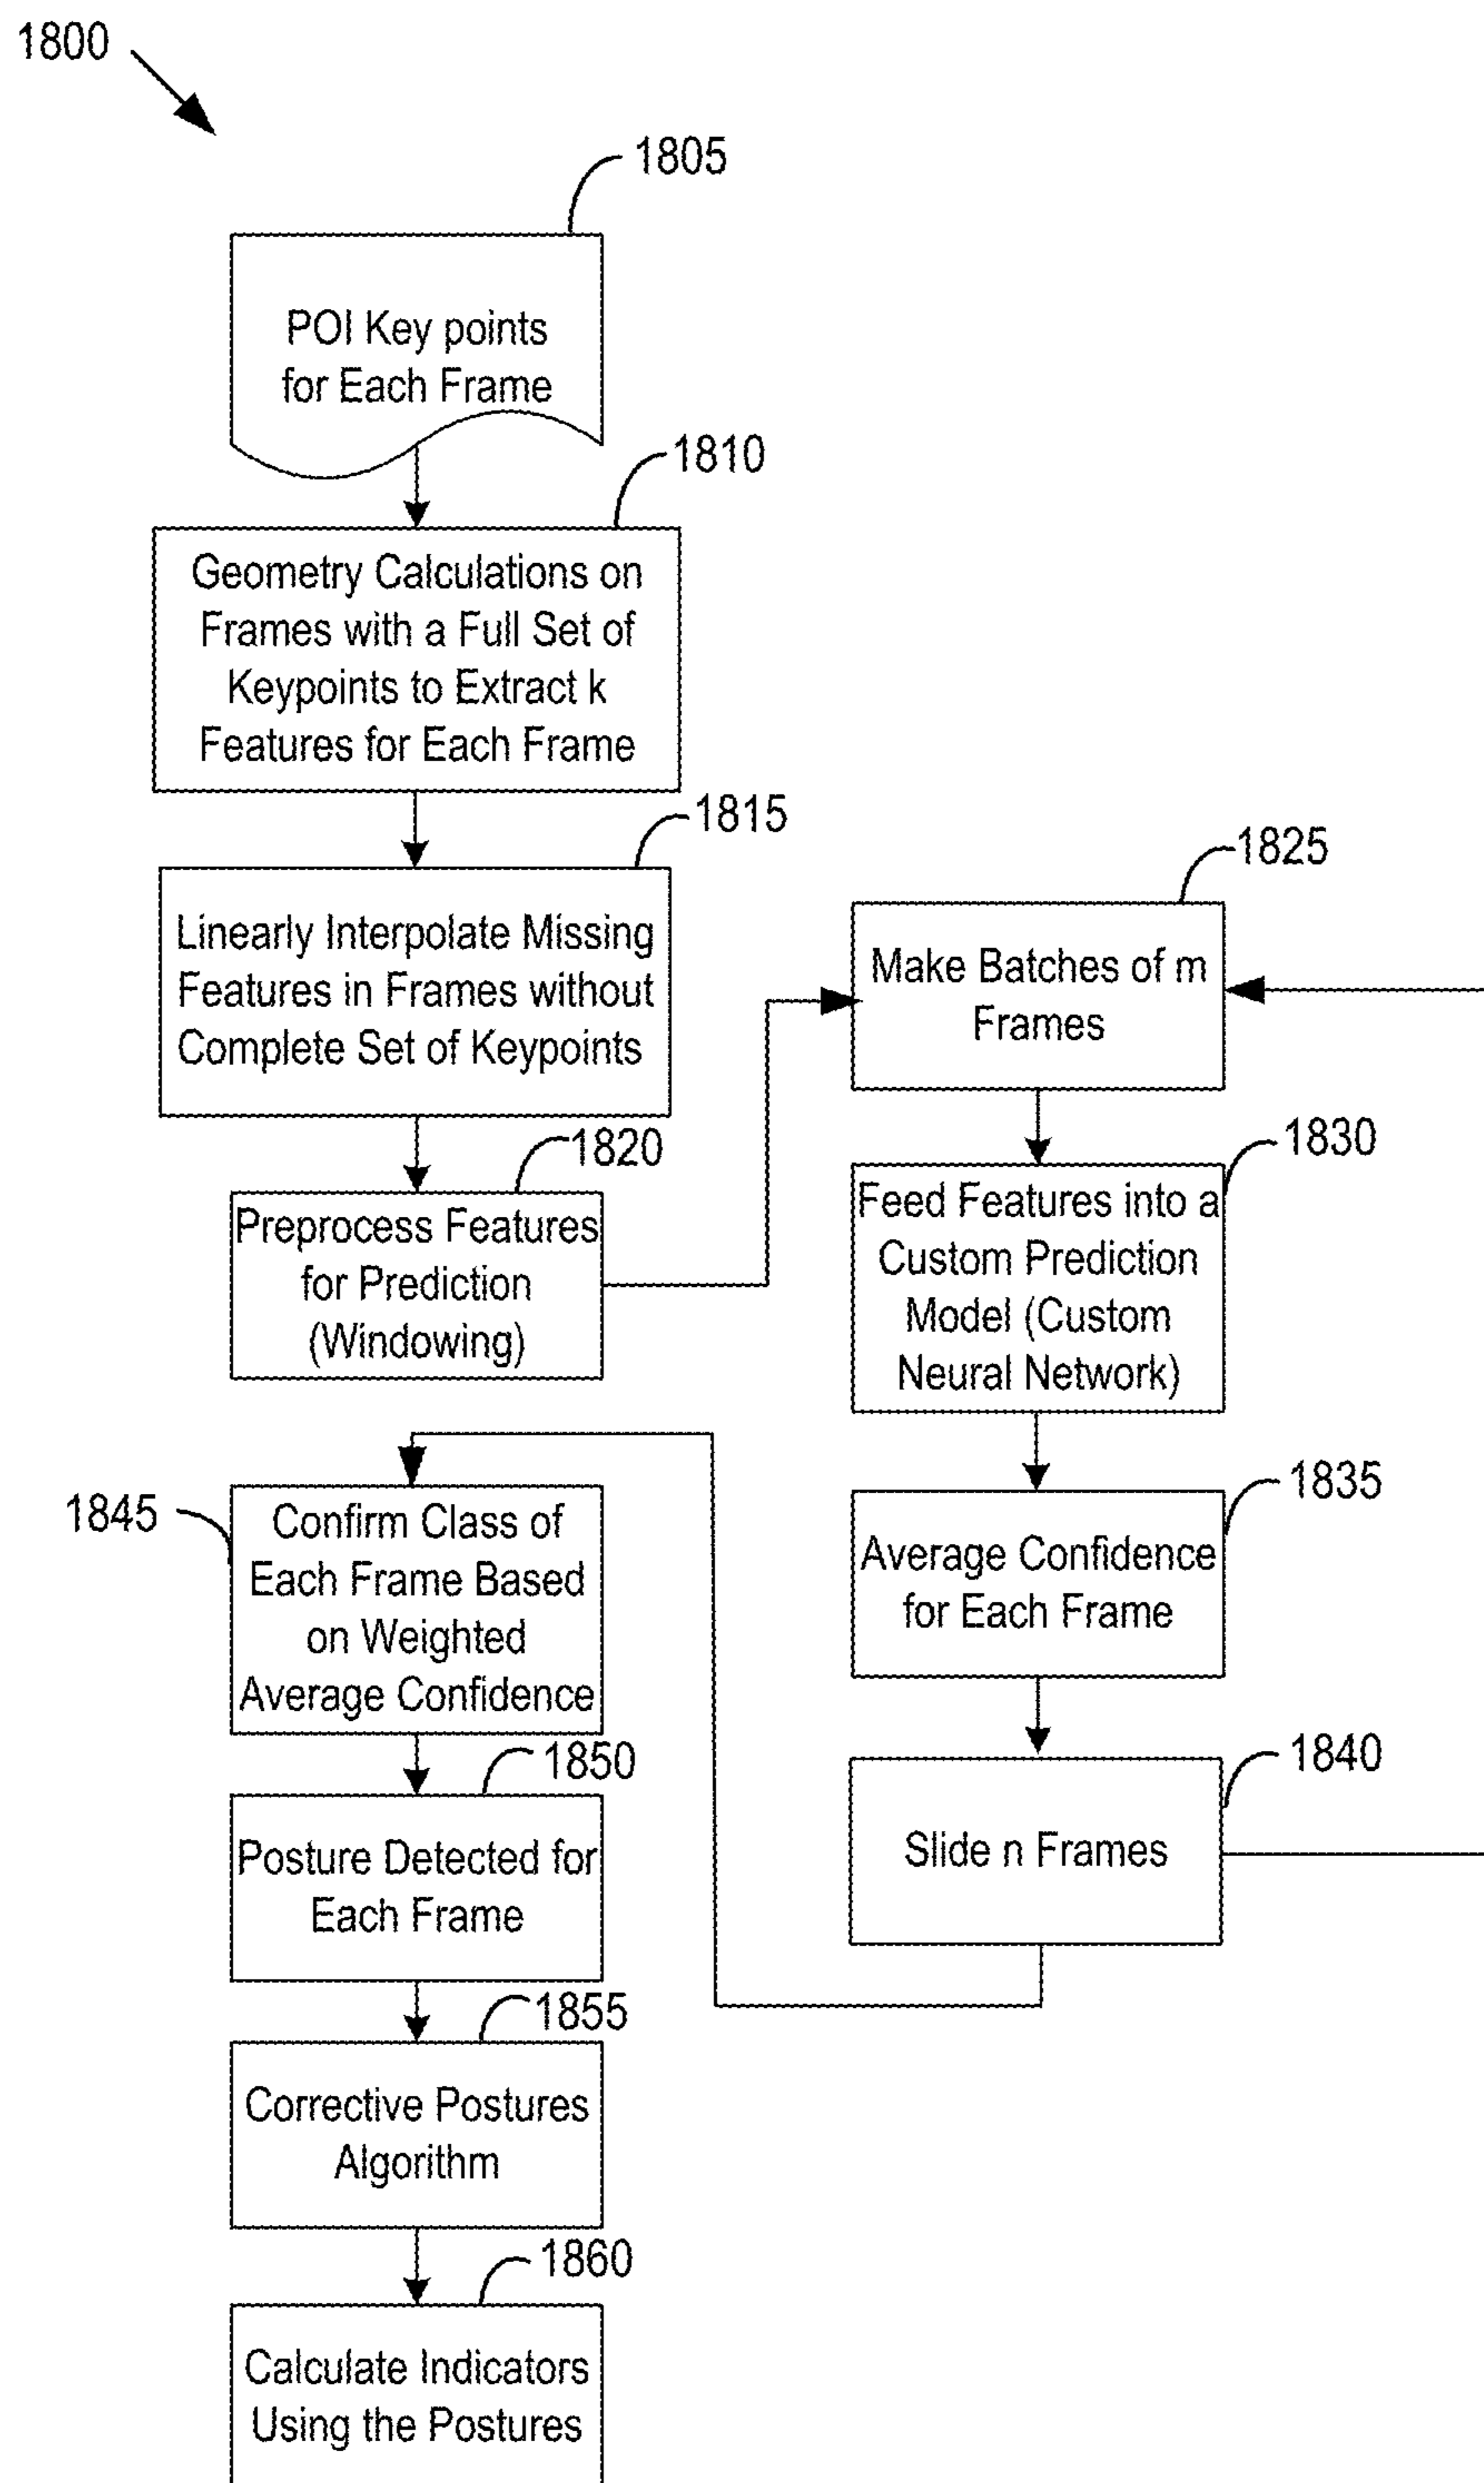 1800
1805
POI Key points
for Each Frame
1810
Geometry Calculations on
Frames with a Full Set of
Keypoints to Extract k
Features for Each Frame
1815
Linearly Interpolate Missing
Features in Frames without
Complete Set of Keypoints
1820
Preprocess Features
for Prediction
(Windowing)
1825
Make Batches of m
Frames
1830
Feed Features into a
Custom Prediction
Model (Custom
Neural Network)
1835
Average Confidence
for Each Frame
1840
Slide n Frames
1845
Confirm Class of
Each Frame Based
on Weighted
Average Confidence
1850
Posture Detected for
Each Frame
1855
Corrective Postures
Algorithm
1860
Calculate Indicators
Using the Postures